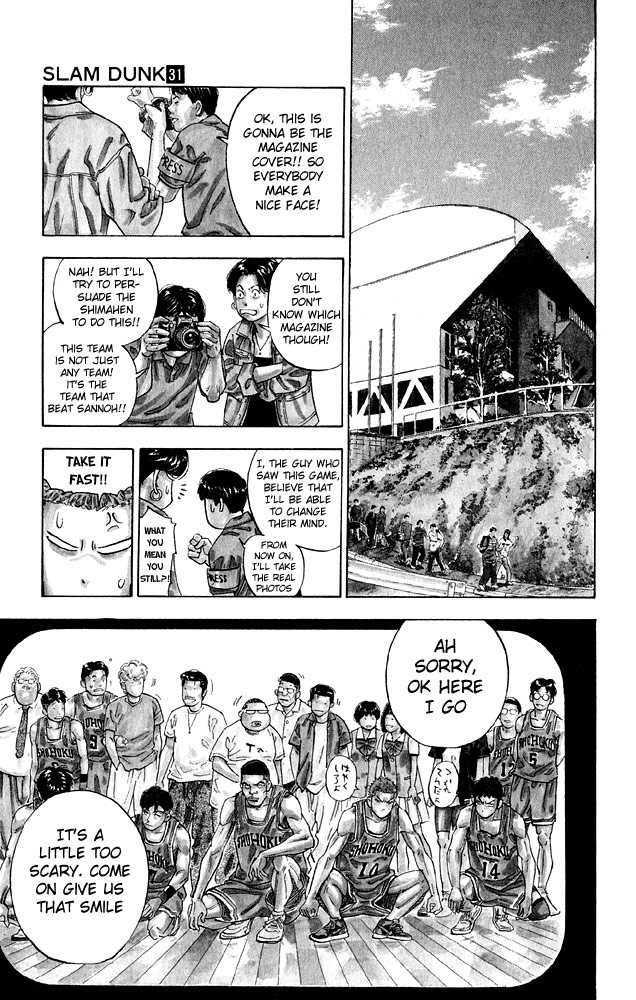 SLAM DUNK 31
OK, THIS IS
GONNA BE THE
MAGAZINE
COVER!! SO
EVERYBODY
MAKE A
NICE FACE!
PRESS
YOU
STILL
DON'T
KNOW WHICH
MAGAZINE
THOUGH!
NAH! BUT I'LL
TRY TO PER-
SUADE THE
SHIMAHEN
TO DO THIS!!
THIS TEAM
IS NOT JUST
ANY TEAM!
IT'S THE
TEAM THAT
BEAT SANNOH!!
I, THE GUY WHO
SAW THIS GAME,
BELIEVE THAT
I'LL BE ABLE
TO CHANGE
THEIR MIND.
FROM
NOW ON,
I'LL TAKE
THE REAL
PHOTOS
PRESS
WHAT
YOU
MEAN
YOU
STILL?!
TAKE IT
FAST!!
AH
SORRY,
OK HERE
I GO
IT'S A
LITTLE TOO
SCARY. COME
ON GIVE US
THAT SMILE
SHOHOKU
9
SHOHOKU
SHOHOKU
10
SHOHOKU
14
12
SHOHOKU
5